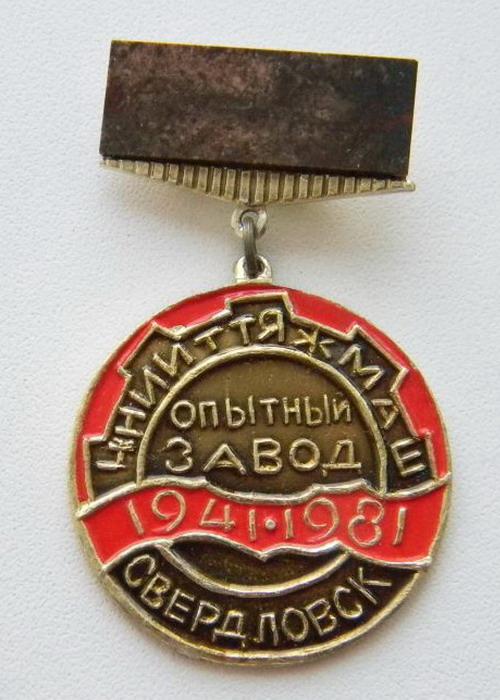 ЦНИИТТЯЖМАШ
ОПЫТНЫЙ
ЗАВОД
1941·1981
СВЕРДЛОВСК